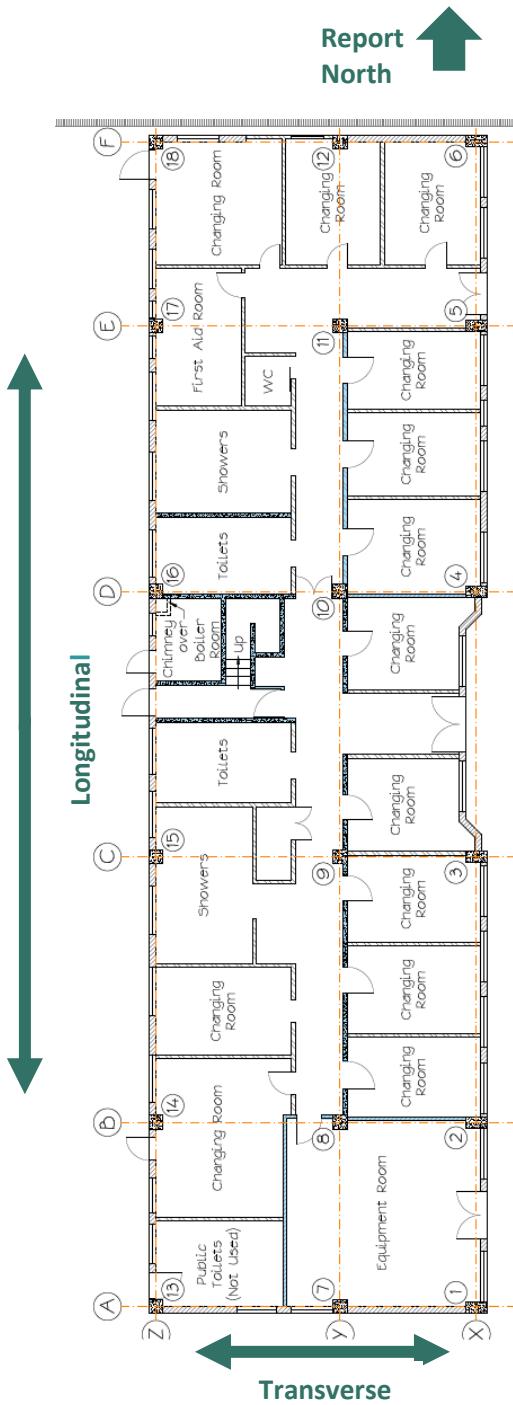 Report
North
F
18
12
6
Changing Room
Changing
Room
Changing
Room
E
17
11
5
First Aid Room
WC
Changing
Room
Showers
Changing
Room
Toilets
Changing
Room
D
16
10
4
Chimney
over
Boiler
Room
Up
Changing
Room
Longitudinal
Toilets
Changing
Room
C
15
9
3
Showers
Changing
Room
Changing
Room
Changing
Room
Changing
Room
B
14
8
2
Changing Room
Equipment Room
Public
Toilets
(Not Used)
A
13
7
1
Z
y
X
Transverse